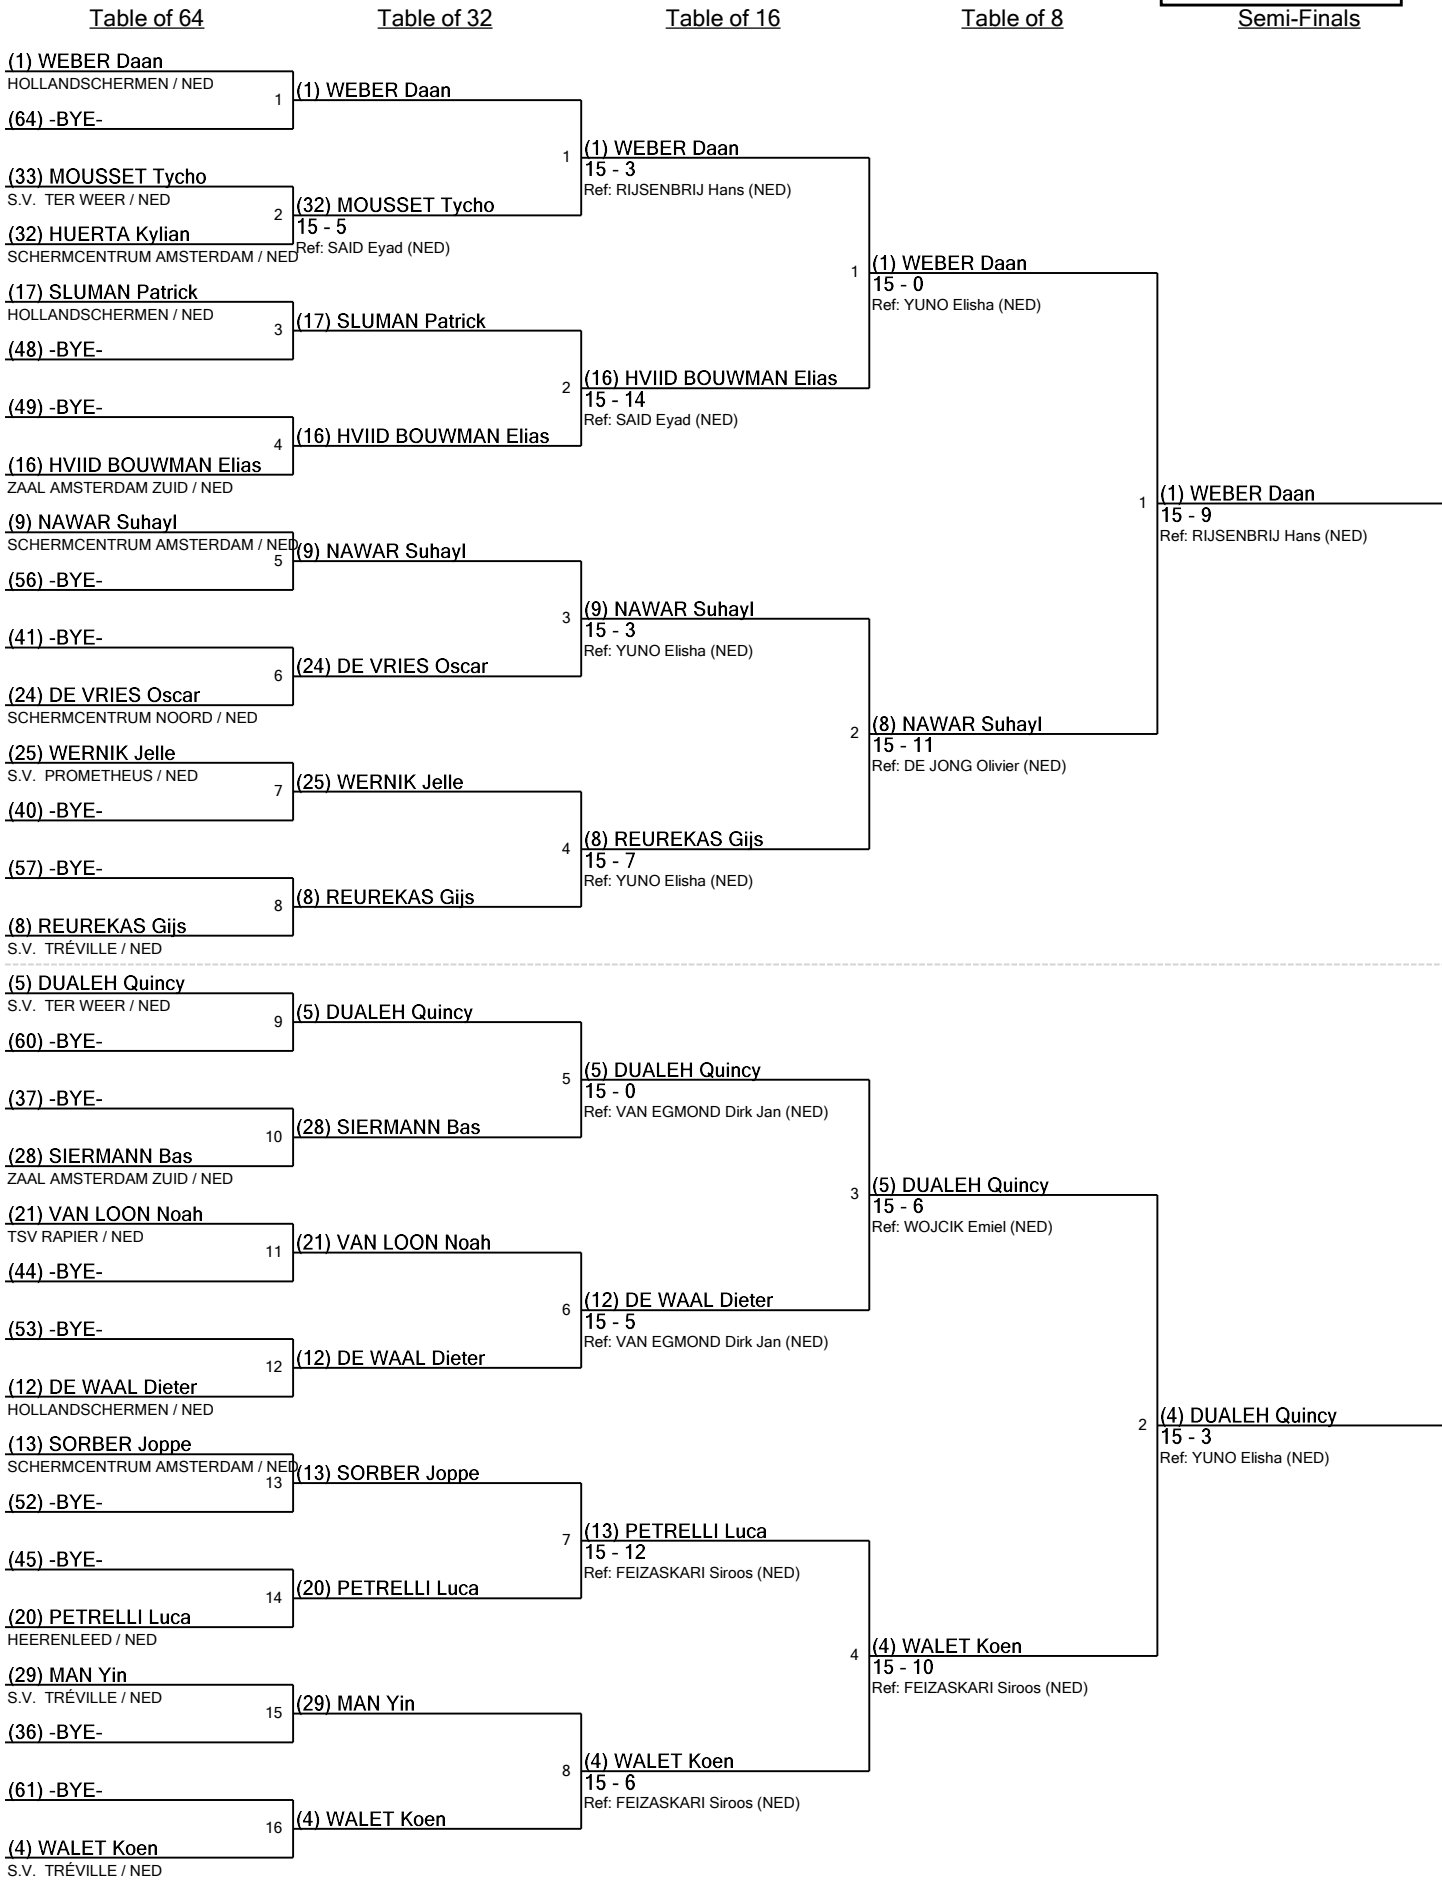 Table of 64
Table of 32
Table of 16
Table of 8
Semi-Finals
(1) WEBER Daan
HOLLANDSCHERMEN / NED
1
(64) -BYE-
(33) MOUSSET Tycho
S.V. TER WEER / NED
2
(32) HUERTA Kylian
SCHERMCENTRUM AMSTERDAM / NED
(17) SLUMAN Patrick
HOLLANDSCHERMEN / NED
3
(48) -BYE-
(49) -BYE-
4
(16) HVIID BOUWMAN Elias
ZAAL AMSTERDAM ZUID / NED
(9) NAWAR Suhayl
SCHERMCENTRUM AMSTERDAM / NED
5
(56) -BYE-
(41) -BYE-
6
(24) DE VRIES Oscar
SCHERMCENTRUM NOORD / NED
(25) WERNIK Jelle
S.V. PROMETHEUS / NED
7
(40) -BYE-
(57) -BYE-
8
(8) REUREKAS Gijs
S.V. TRÉVILLE / NED
(5) DUALEH Quincy
S.V. TER WEER / NED
9
(60) -BYE-
(37) -BYE-
10
(28) SIERMANN Bas
ZAAL AMSTERDAM ZUID / NED
(21) VAN LOON Noah
TSV RAPIER / NED
11
(44) -BYE-
(53) -BYE-
12
(12) DE WAAL Dieter
HOLLANDSCHERMEN / NED
(13) SORBER Joppe
SCHERMCENTRUM AMSTERDAM / NED
13
(52) -BYE-
(45) -BYE-
14
(20) PETRELLI Luca
HEERENLEED / NED
(29) MAN Yin
S.V. TRÉVILLE / NED
15
(36) -BYE-
(61) -BYE-
16
(4) WALET Koen
S.V. TRÉVILLE / NED
(1) WEBER Daan
1
(32) MOUSSET Tycho
15 - 5
Ref: SAID Eyad (NED)
(17) SLUMAN Patrick
2
(16) HVIID BOUWMAN Elias
(9) NAWAR Suhayl
3
(24) DE VRIES Oscar
(25) WERNIK Jelle
4
(8) REUREKAS Gijs
(5) DUALEH Quincy
5
(28) SIERMANN Bas
(21) VAN LOON Noah
6
(12) DE WAAL Dieter
(13) SORBER Joppe
7
(20) PETRELLI Luca
(29) MAN Yin
8
(4) WALET Koen
(1) WEBER Daan
15 - 3
Ref: RIJSENBRIJ Hans (NED)
1
(16) HVIID BOUWMAN Elias
15 - 14
Ref: SAID Eyad (NED)
(9) NAWAR Suhayl
15 - 3
Ref: YUNO Elisha (NED)
2
(8) REUREKAS Gijs
15 - 7
Ref: YUNO Elisha (NED)
(5) DUALEH Quincy
15 - 0
Ref: VAN EGMOND Dirk Jan (NED)
3
(12) DE WAAL Dieter
15 - 5
Ref: VAN EGMOND Dirk Jan (NED)
(13) PETRELLI Luca
15 - 12
Ref: FEIZASKARI Siroos (NED)
4
(4) WALET Koen
15 - 6
Ref: FEIZASKARI Siroos (NED)
(1) WEBER Daan
15 - 0
Ref: YUNO Elisha (NED)
1
(8) NAWAR Suhayl
15 - 11
Ref: DE JONG Olivier (NED)
(5) DUALEH Quincy
15 - 6
Ref: WOJCIK Emiel (NED)
2
(4) WALET Koen
15 - 10
Ref: FEIZASKARI Siroos (NED)
(1) WEBER Daan
15 - 9
Ref: RIJSENBRIJ Hans (NED)
(4) DUALEH Quincy
15 - 3
Ref: YUNO Elisha (NED)